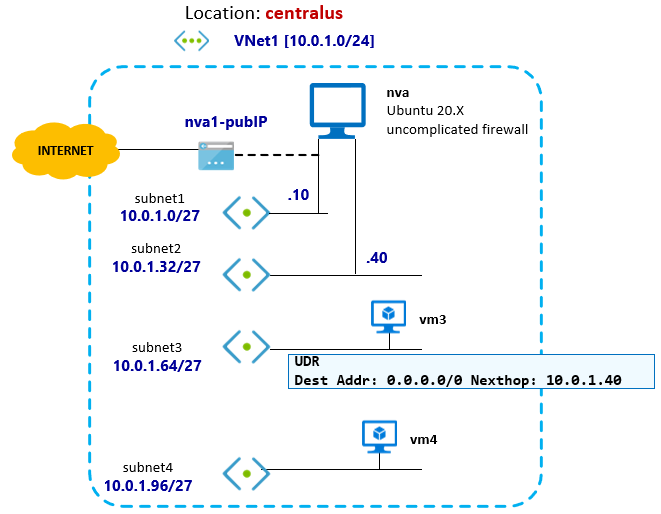 Location: centralus
VNet1 [10.0.1.0/24]
nva
Ubuntu 20.X
uncomplicated firewall
nva1-pubIP
INTERNET
subnet1
10.0.1.0/27
.10
subnet2
10.0.1.32/27
.40
vm3
subnet3
10.0.1.64/27
UDR
Dest Addr: 0.0.0.0/0 Nexthop: 10.0.1.40
vm4
subnet4
10.0.1.96/27